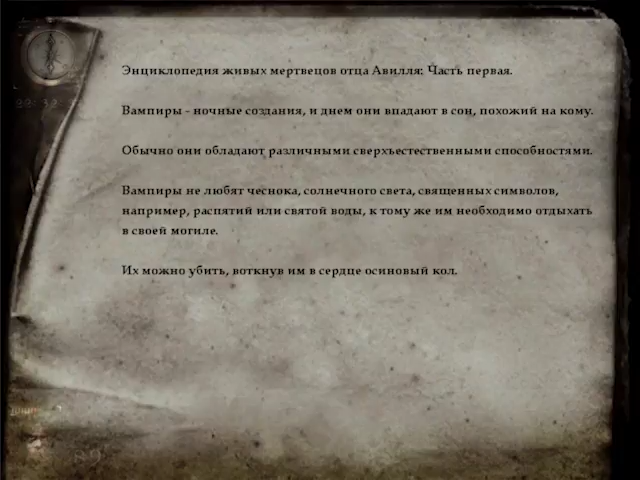 Энциклопедия живых мертвецов отца Авилля: Часть первая.
Вампиры - ночные создания, и днем они впадают в сон, похожий на кому.
Обычно они обладают различными сверхъестественными способностями.
Вампиры не любят чеснока, солнечного света, священных символов,
например, распятий или святой воды, к тому же им необходимо отдыхать
в своей могиле.
Их можно убить, воткнув им в сердце осиновый кол.